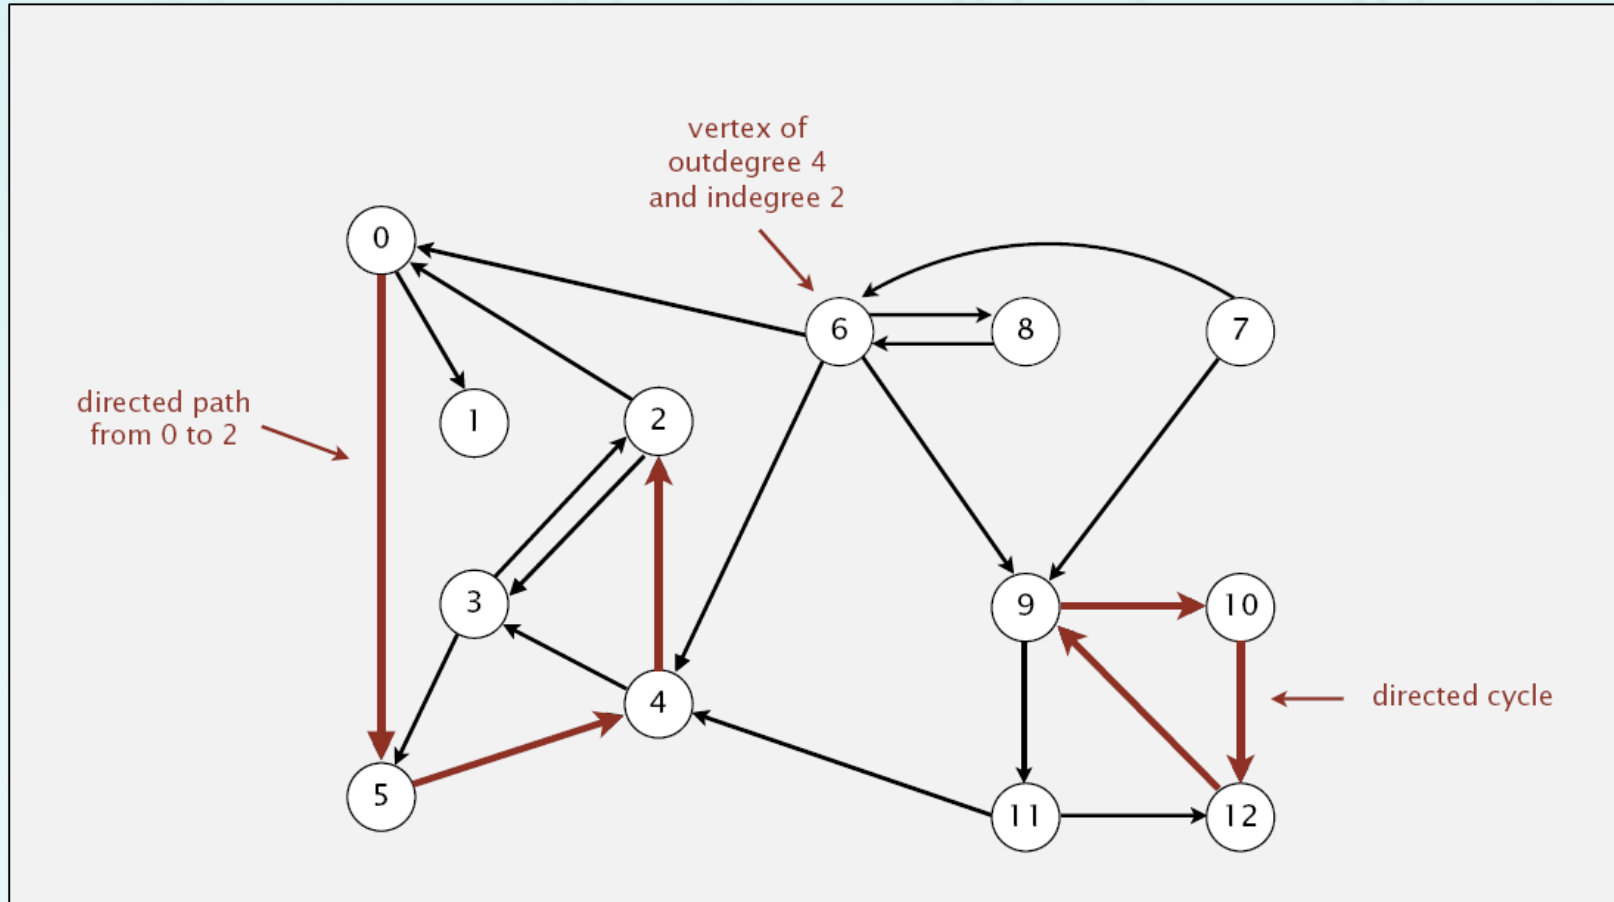 vertex of
outdegree 4
and indegree 2
0
6
8
7
directed path
from 0 to 2
1
2
3
9
10
4
directed cycle
5
11
12